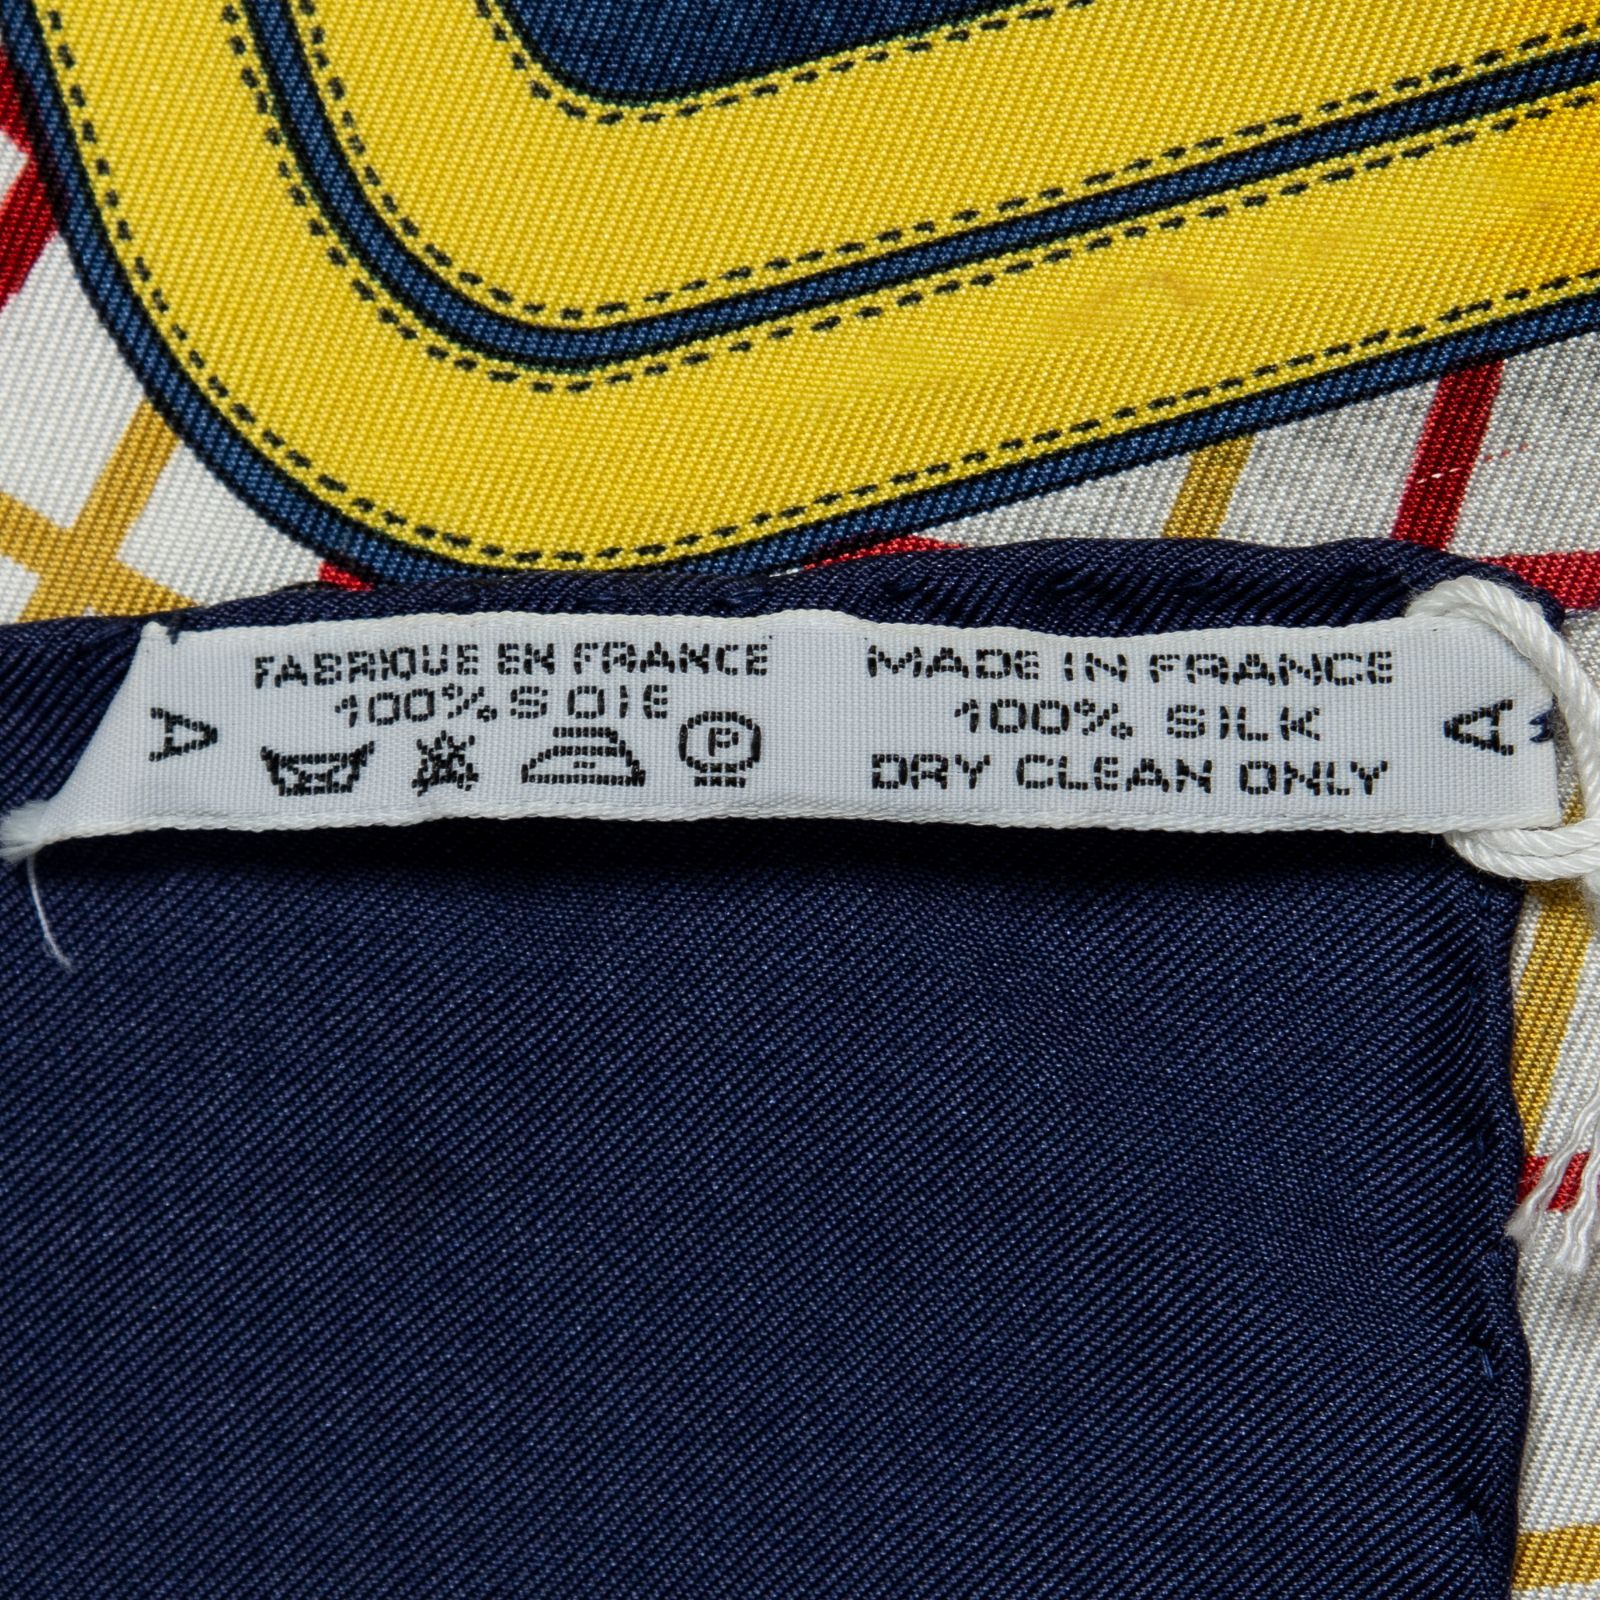 FABRIQUE EN FRANCE
100% SOIE
P
MADE IN FRANCE
100% SILK
DRY CLEAN ONLY
A
A